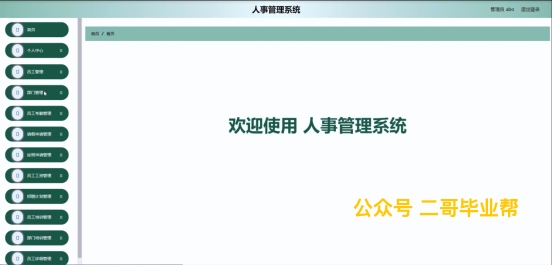 人事管理系统
管理员 abo 退出登录
首页
首页 / 首页
个人中心
员工管理
部门管理
员工考勤管理
请假申请管理
加班申请管理
员工工资管理
招聘计划管理
员工培训管理
部门培训管理
员工详细管理
欢迎使用 人事管理系统
公众号 二哥毕业帮